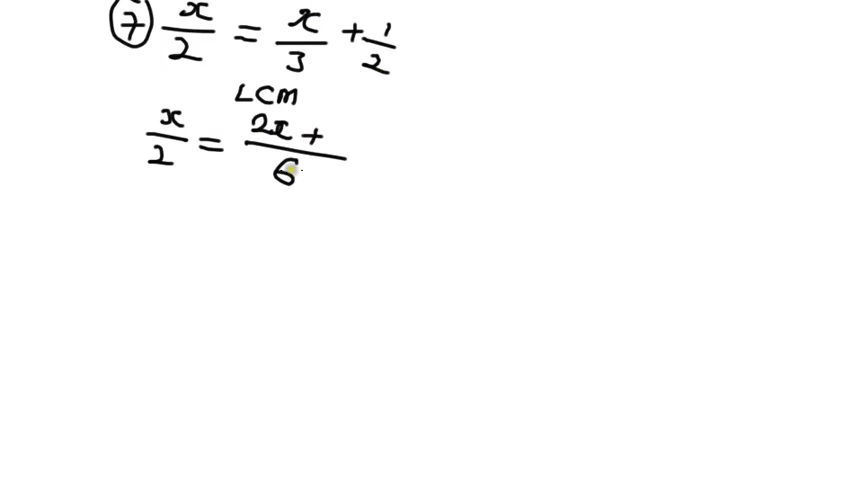 ⑦ x/2 = x/3 + 1/2
LCM
x/2 = 2x + /6